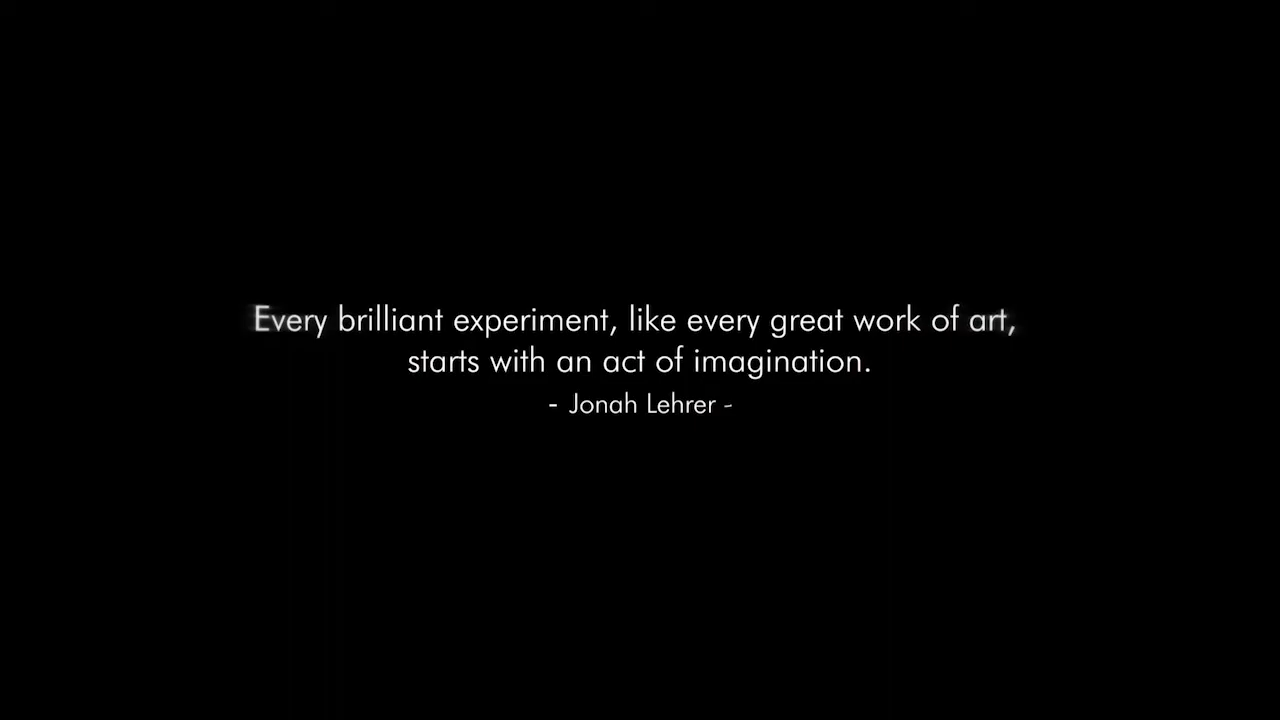 Every brilliant experiment, like every great work of art,
starts with an act of imagination.
- Jonah Lehrer -